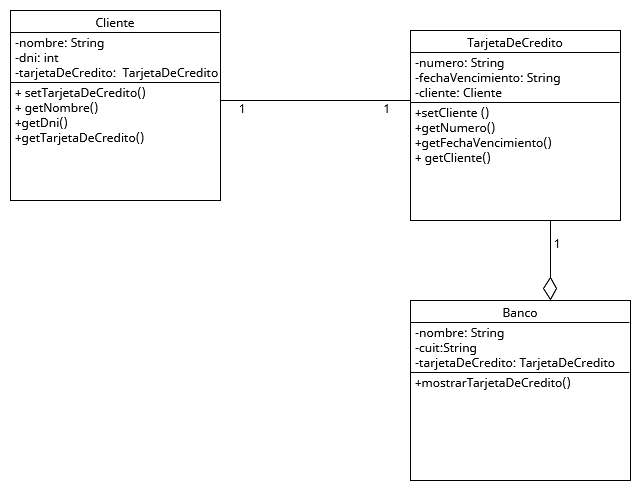 Cliente
-nombre: String
-dni: int
-tarjetaDeCredito:  TarjetaDeCredito
+ setTarjetaDeCredito()
+ getNombre()
+getDni()
+getTarjetaDeCredito()
1
1
TarjetaDeCredito
-numero: String
-fechaVencimiento: String
-cliente: Cliente
+setCliente ()
+getNumero()
+getFechaVencimiento()
+ getCliente()
1
Banco
-nombre: String
-cuit:String
-tarjetaDeCredito: TarjetaDeCredito
+mostrarTarjetaDeCredito()